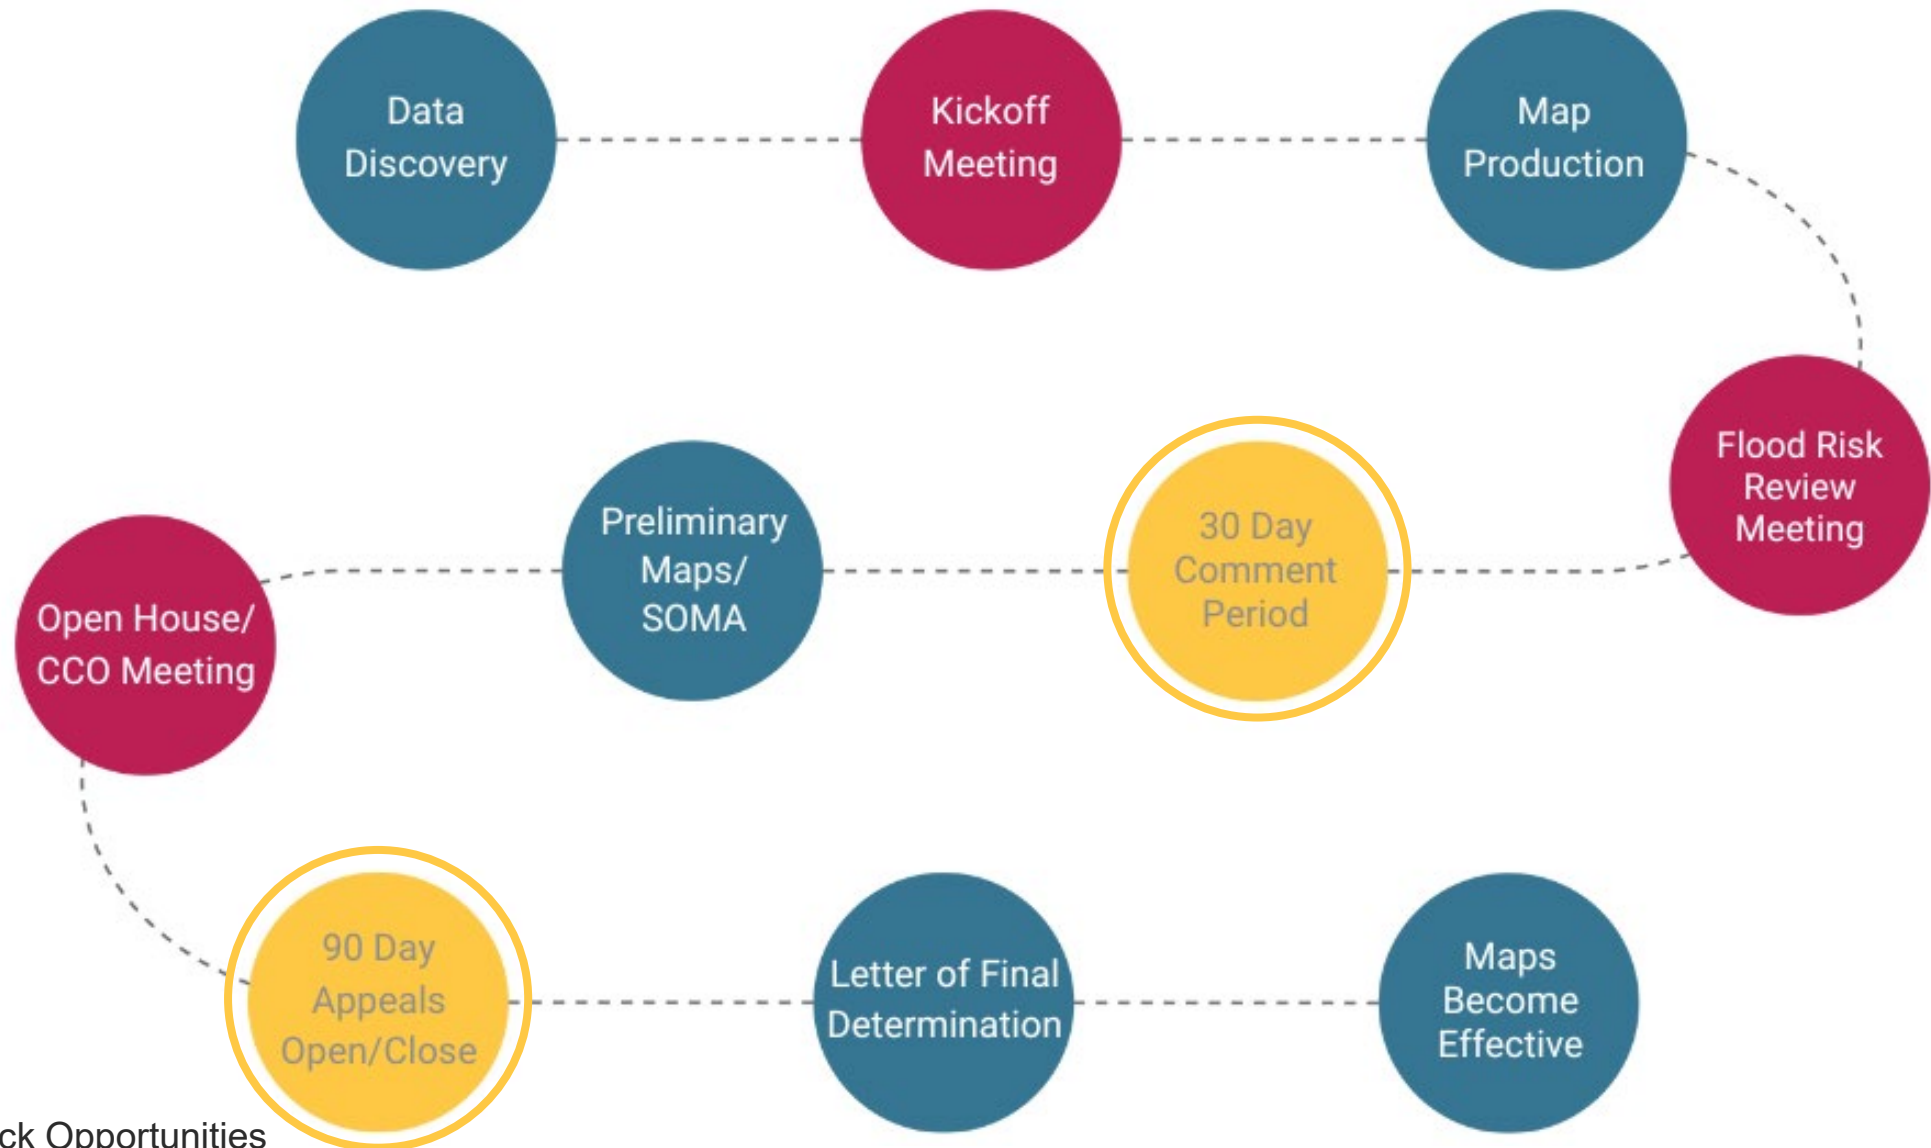 Data
Discovery
Kickoff
Meeting
Map
Production
Flood Risk
Review
Meeting
30 Day
Comment
Period
Preliminary
Maps/
SOMA
Open House/
CCO Meeting
90 Day
Appeals
Open/Close
Letter of Final
Determination
Maps
Become
Effective
Opportunities